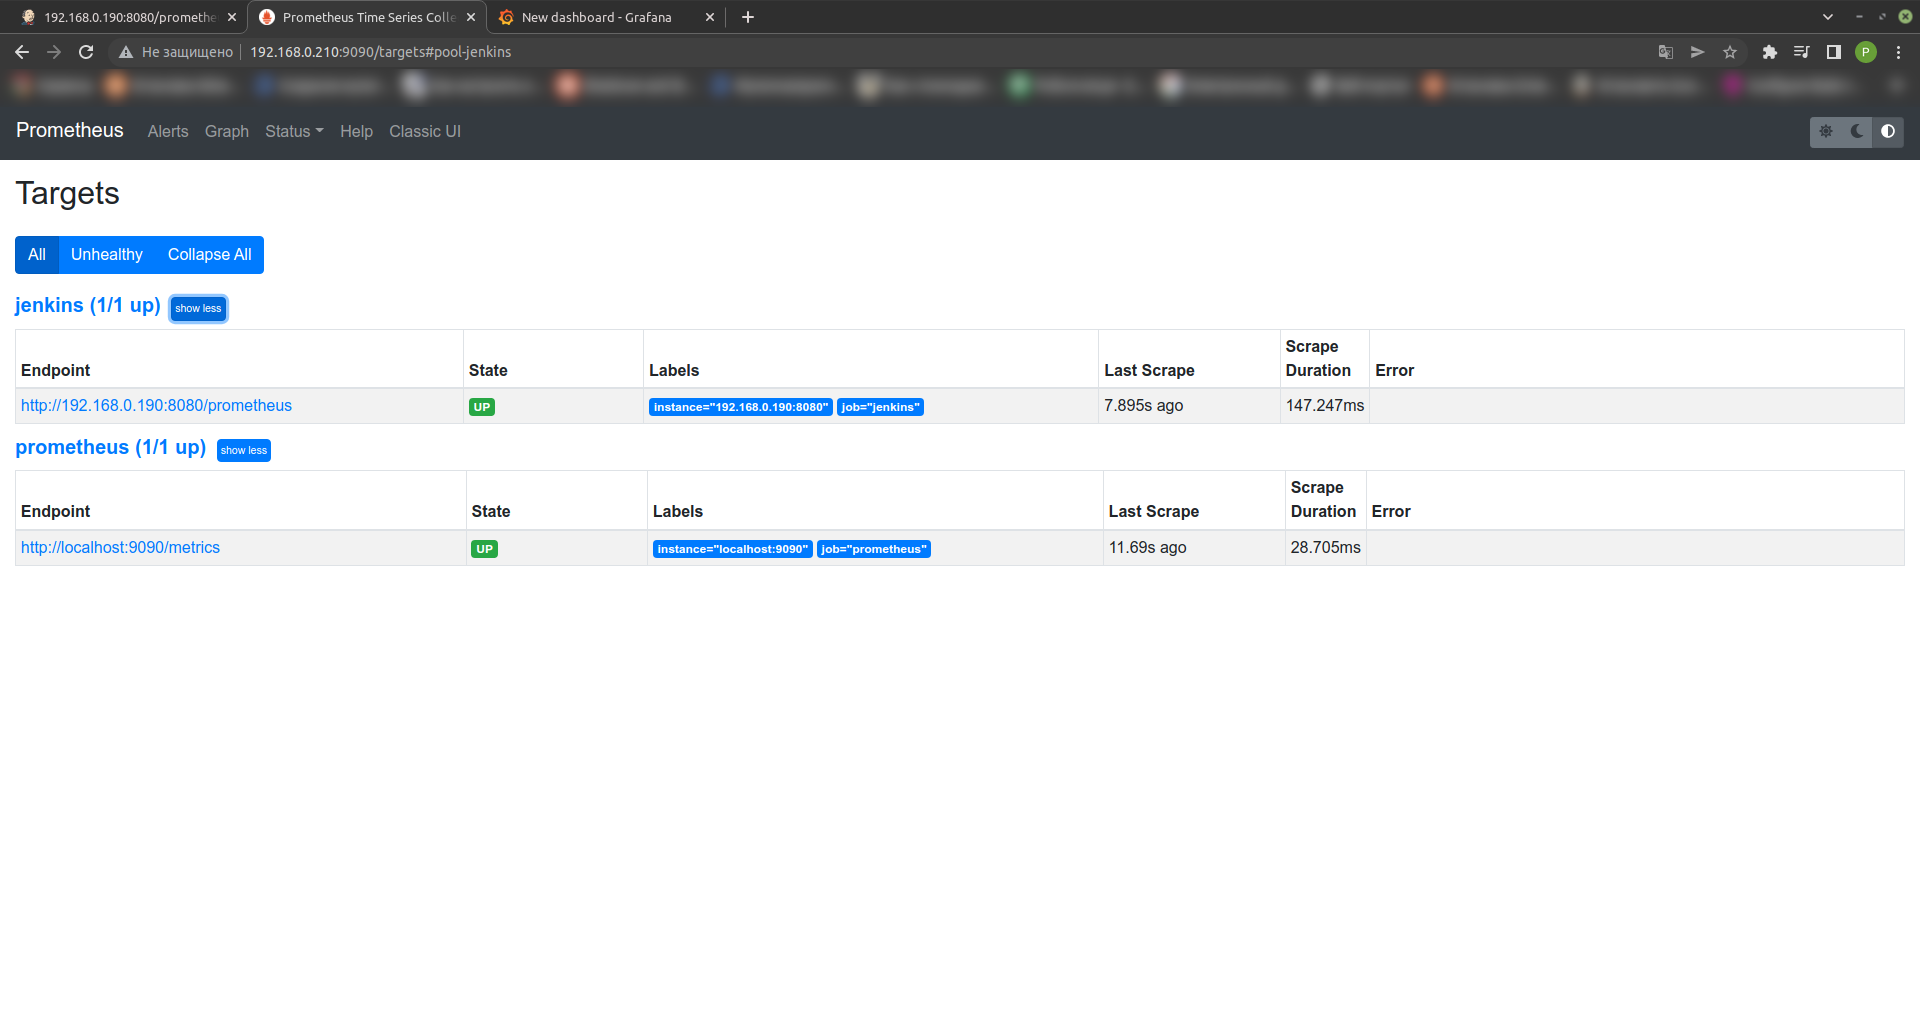 192.168.0.190:8080/prometheu
Prometheus Time Series Colle
New dashboard - Grafana
Не защищено
192.168.0.210:9090/targets#pool-jenkins
P
Prometheus Alerts Graph Status Help Classic UI
Targets
All Unhealthy Collapse All
jenkins (1/1 up) show less
Endpoint State Labels Last Scrape Scrape Duration Error
http://192.168.0.190:8080/prometheus UP instance="192.168.0.190:8080" job="jenkins" 7.895s ago 147.247ms
prometheus (1/1 up) show less
Endpoint State Labels Last Scrape Scrape Duration Error
http://localhost:9090/metrics UP instance="localhost:9090" job="prometheus" 11.69s ago 28.705ms